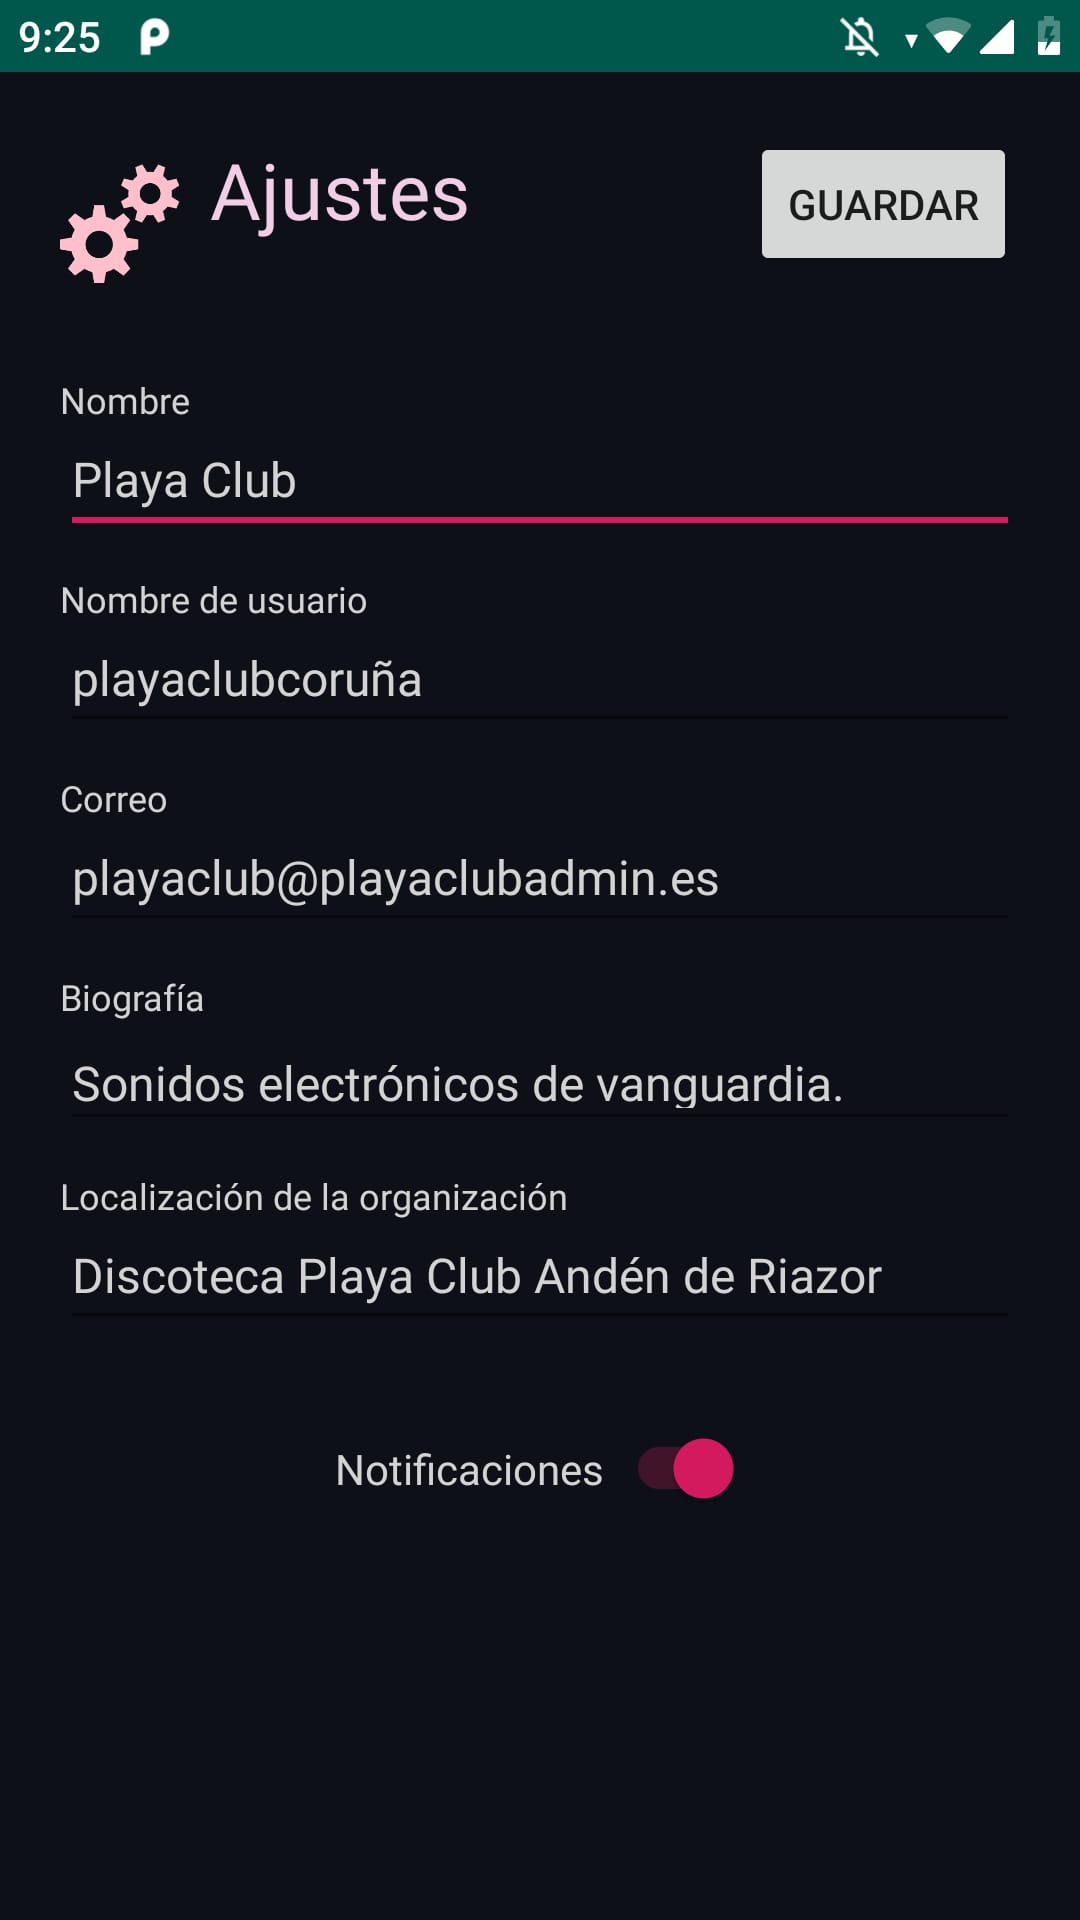 9:25
Ajustes
GUARDAR
Nombre
Playa Club
Nombre de usuario
playaclubcoruña
Correo
playaclub@playaclubadmin.es
Biografía
Sonidos electrónicos de vanguardia.
Localización de la organización
Discoteca Playa Club Andén de Riazor
Notificaciones